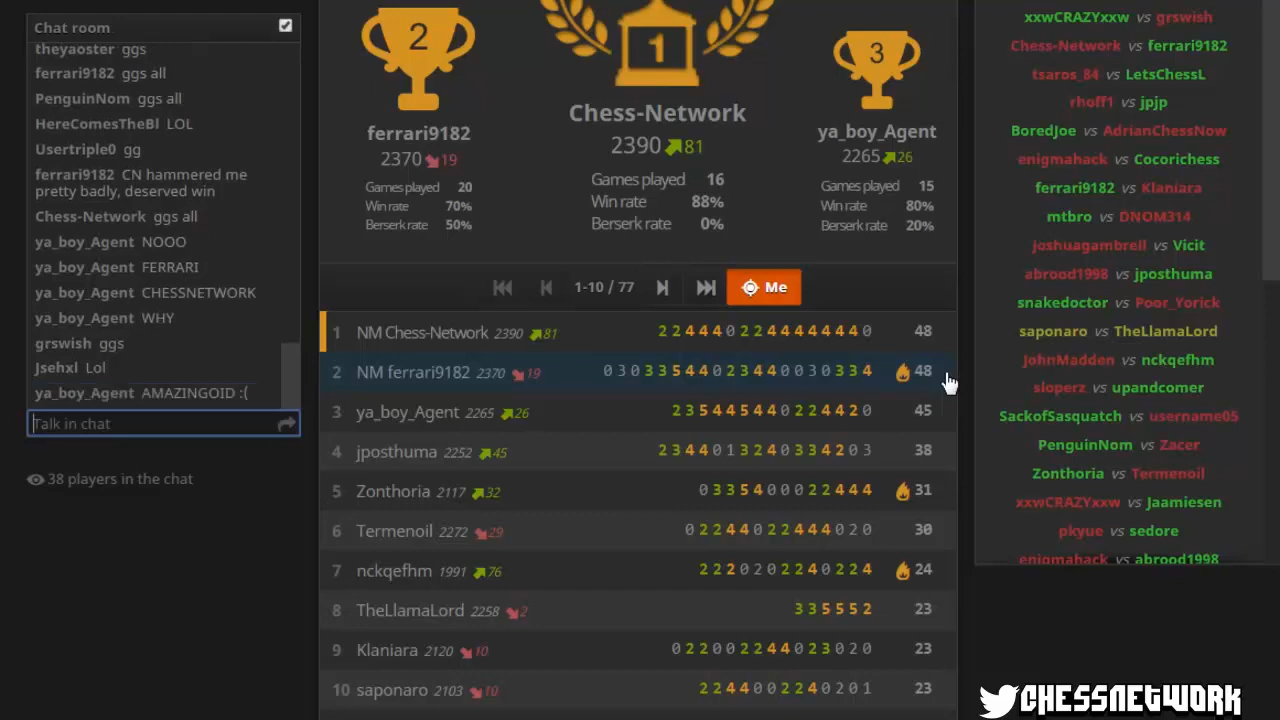 Chat room
theyaoster ggs
ferrari9182 ggs all
PenguinNom ggs all
HereComesTheBl LOL
Usertriple0 gg
ferrari9182 CN hammered me
pretty badly, deserved win
Chess-Network ggs all
ya_boy_Agent NOOO
ya_boy_Agent FERRARI
ya_boy_Agent CHESSNETWORK
ya_boy_Agent WHY
grswish ggs
Jsehxl Lol
ya_boy_Agent AMAZINGOID :(
Talk in chat
38 players in the chat
2
ferrari9182
2370 19
Games played 20
Win rate 70%
Berserk rate 50%
1
Chess-Network
2390 81
Games played 16
Win rate 88%
Berserk rate 0%
3
ya_boy_Agent
2265 26
Games played 15
Win rate 80%
Berserk rate 20%
1-10 / 77 Me
1 NM Chess-Network 2390 81 2 2 4 4 4 0 2 2 4 4 4 4 4 4 4 0 48
2 NM ferrari9182 2370 19 0 3 0 3 3 5 4 4 0 2 3 4 4 0 0 3 0 3 3 4 48
3 ya_boy_Agent 2265 26 2 3 5 4 4 5 4 4 0 2 2 4 4 2 0 45
4 jposthuma 2252 45 2 3 4 4 0 1 3 2 4 0 3 3 4 2 0 3 38
5 Zonthoria 2117 32 0 3 3 5 4 0 0 0 2 2 4 4 4 31
6 Termenoil 2272 29 0 2 2 4 4 0 2 2 4 4 4 0 2 0 30
7 nckqefhm 1991 76 2 2 2 0 2 0 2 2 4 0 2 2 4 24
8 TheLlamaLord 2258 2 3 3 5 5 5 2 23
9 Klaniara 2120 10 0 2 2 0 0 2 2 4 4 0 2 3 2 0 23
10 saponaro 2103 10 2 2 4 4 0 0 2 2 4 0 2 0 1 23
xxwCRAZYxxw vs grswish
Chess-Network vs ferrari9182
tsaros_84 vs LetsChessL
rhoff1 vs jpjp
BoredJoe vs AdrianChessNow
enigmahack vs Cocorichess
ferrari9182 vs Klaniara
mtbro vs DNOM314
joshuagambrell vs Vicit
abrood1998 vs jposthuma
snakedoctor vs Poor_Yorick
saponaro vs TheLlamaLord
JohnMadden vs nckqefhm
sloperz vs upandcomer
SackofSasquatch vs username05
PenguinNom vs Zacer
Zonthoria vs Termenoil
xxwCRAZYxxw vs Jaamiesen
pkyue vs sedore
enigmahack vs abrood1998
CHESSNETWORK